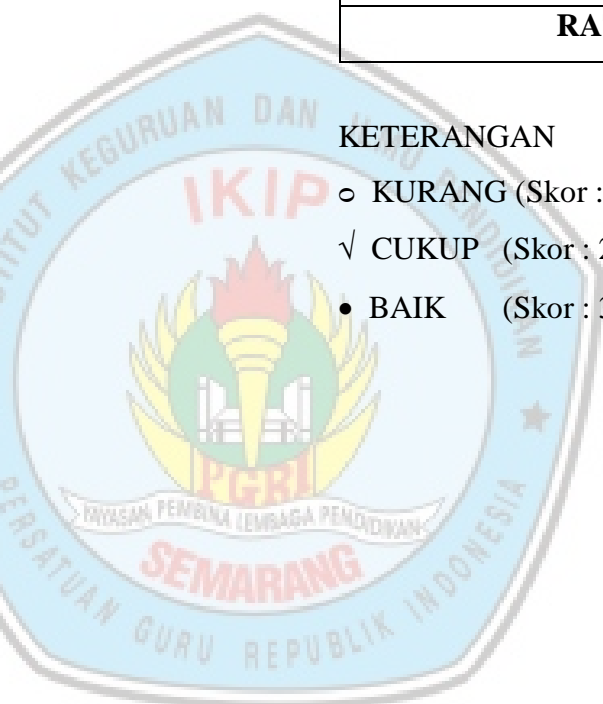 RA
KETERANGAN
○ KURANG (Skor :
√ CUKUP (Skor : 2
• BAIK (Skor : 3
KEGURUAN DAN
IKIP
PGRI
YAYASAN PEMBINA LEMBAGA PENDIDIKAN
SEMARANG
PERSATUAN GURU REPUBLIK INDONESIA